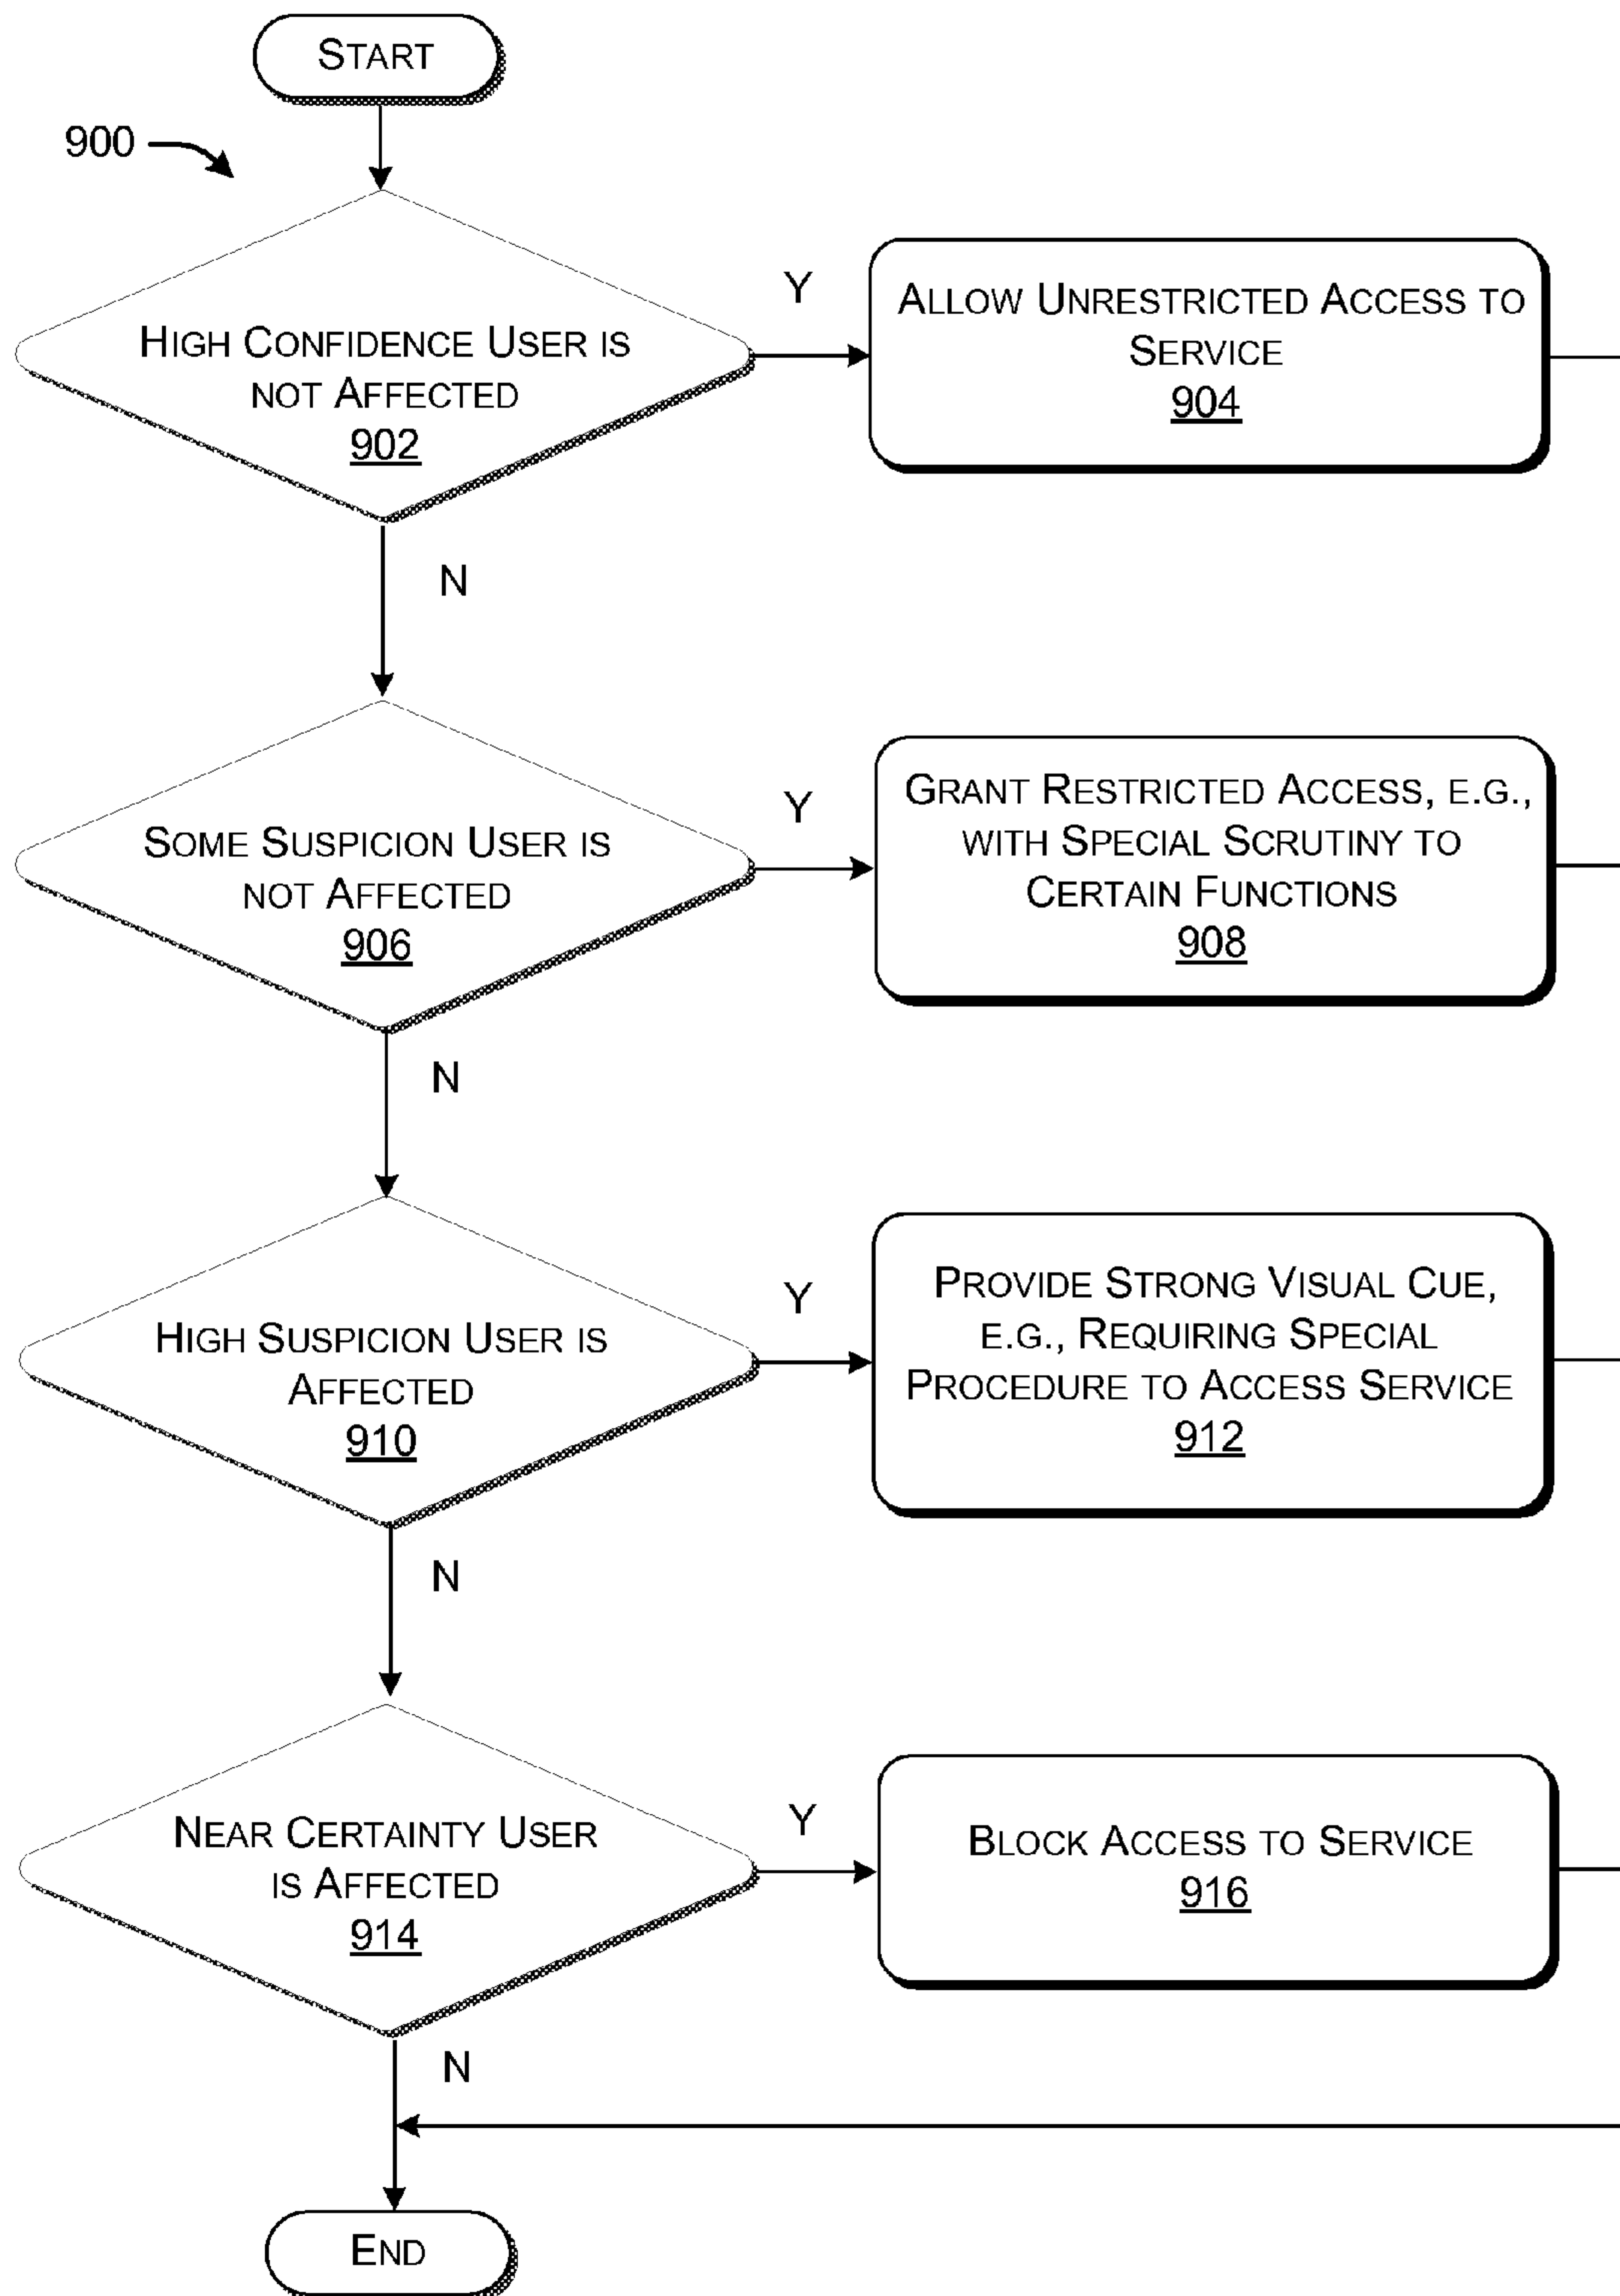 START
900
HIGH CONFIDENCE USER IS
NOT AFFECTED
902
Y
ALLOW UNRESTRICTED ACCESS TO
SERVICE
904
N
SOME SUSPICION USER IS
NOT AFFECTED
906
Y
GRANT RESTRICTED ACCESS, E.G.,
WITH SPECIAL SCRUTINY TO
CERTAIN FUNCTIONS
908
N
HIGH SUSPICION USER IS
AFFECTED
910
Y
PROVIDE STRONG VISUAL CUE,
E.G., REQUIRING SPECIAL
PROCEDURE TO ACCESS SERVICE
912
N
NEAR CERTAINTY USER
IS AFFECTED
914
Y
BLOCK ACCESS TO SERVICE
916
N
END